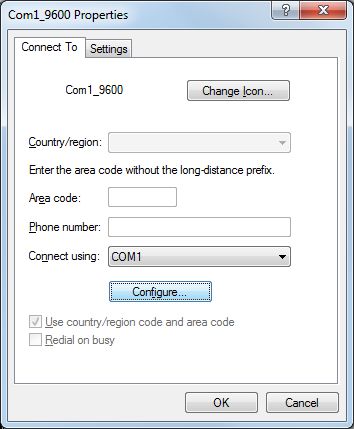 Com1_9600 Properties
?
Connect To Settings
Com1_9600 Change Icon...
Country/region:
Enter the area code without the long-distance prefix.
Area code:
Phone number:
Connect using: COM1
Configure...
Use country/region code and area code
Redial on busy
OK Cancel